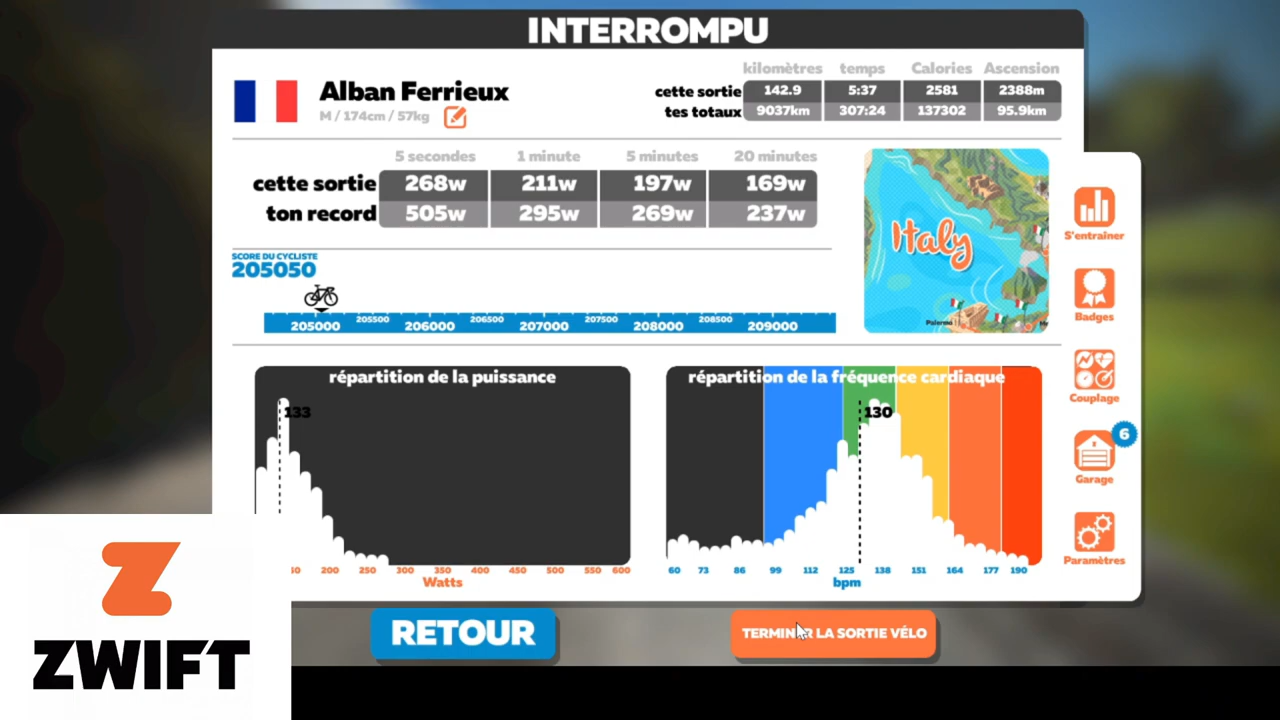 INTERROMPU
Alban Ferrieux
M / 174cm / 57kg
kilomètres temps Calories Ascension
cette sortie 142.9 5:37 2581 2388m
tes totaux 9037km 307:24 137302 95.9km
5 secondes 1 minute 5 minutes 20 minutes
cette sortie 268w 211w 197w 169w
ton record 505w 295w 269w 237w
Italy
SCORE DU CYCLISTE
205050
205000 205500 206000 206500 207000 207500 208000 208500 209000
S'entraîner
Badges
Couplage
6
Garage
Paramètres
répartition de la puissance
133
200 250 300 350 400 450 500 550 600
Watts
répartition de la fréquence cardiaque
130
60 73 86 99 112 125 138 151 164 177 190
bpm
RETOUR
TERMINER LA SORTIE VÉLO
ZWIFT